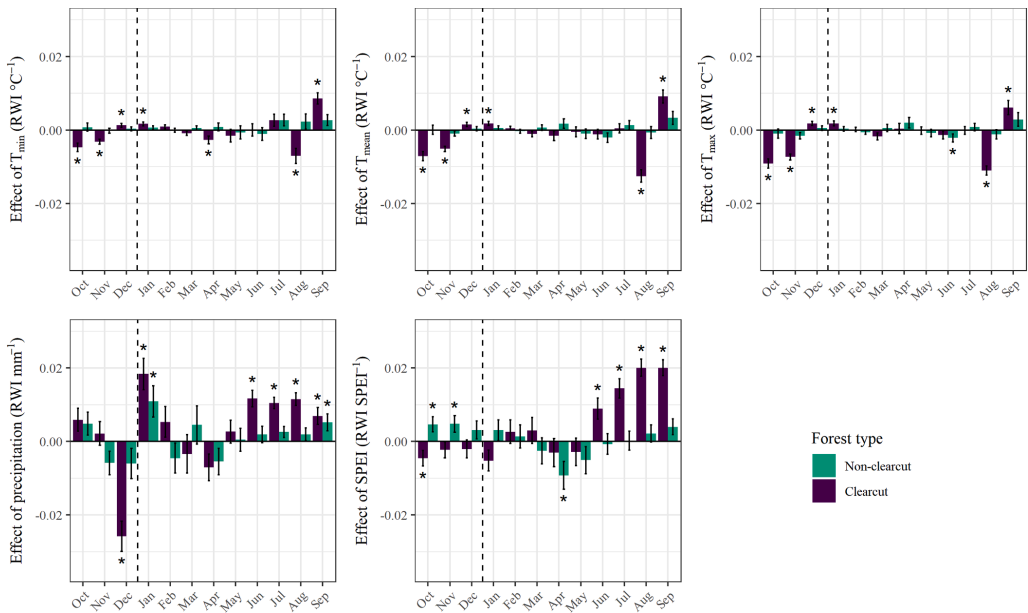 Effect of Tmin (RWI °C⁻¹)
0.02
0.00
-0.02
* * * * * * *
Oct Nov Dec Jan Feb Mar Apr May Jun Jul Aug Sep
Effect of Tmean (RWI °C⁻¹)
0.02
0.00
-0.02
* * * * * *
Oct Nov Dec Jan Feb Mar Apr May Jun Jul Aug Sep
Effect of Tmax (RWI °C⁻¹)
0.02
0.00
-0.02
* * * * * * *
Oct Nov Dec Jan Feb Mar Apr May Jun Jul Aug Sep
Effect of precipitation (RWI mm⁻¹)
0.02
0.00
-0.02
* * * * * * * *
Oct Nov Dec Jan Feb Mar Apr May Jun Jul Aug Sep
Effect of SPEI (RWI SPEI⁻¹)
0.02
0.00
-0.02
* * * * * * * *
Oct Nov Dec Jan Feb Mar Apr May Jun Jul Aug Sep
Forest type
Non-clearcut
Clearcut